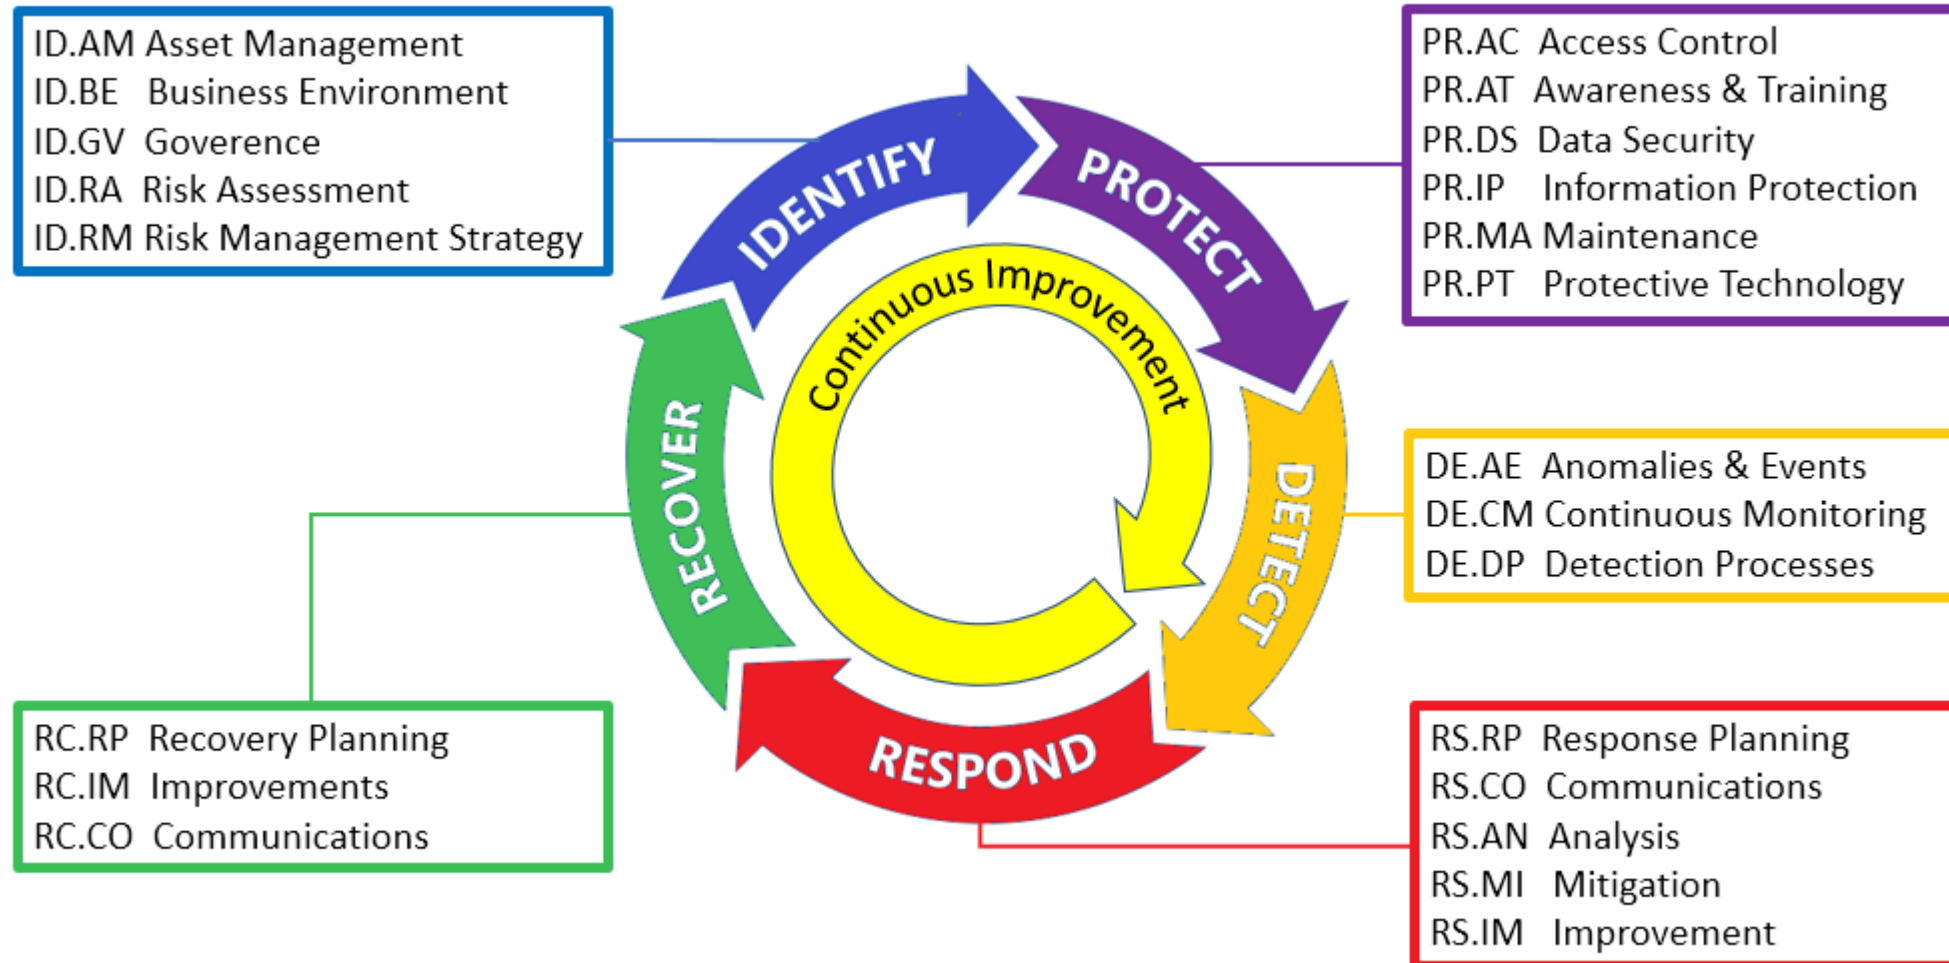 ID.AM Asset Management
ID.BE Business Environment
ID.GV Goverence
ID.RA Risk Assessment
ID.RM Risk Management Strategy
PR.AC Access Control
PR.AT Awareness & Training
PR.DS Data Security
PR.IP Information Protection
PR.MA Maintenance
PR.PT Protective Technology
IDENTIFY
PROTECT
DETECT
RESPOND
RECOVER
Continuous Improvement
DE.AE Anomalies & Events
DE.CM Continuous Monitoring
DE.DP Detection Processes
RC.RP Recovery Planning
RC.IM Improvements
RC.CO Communications
RS.RP Response Planning
RS.CO Communications
RS.AN Analysis
RS.MI Mitigation
RS.IM Improvement